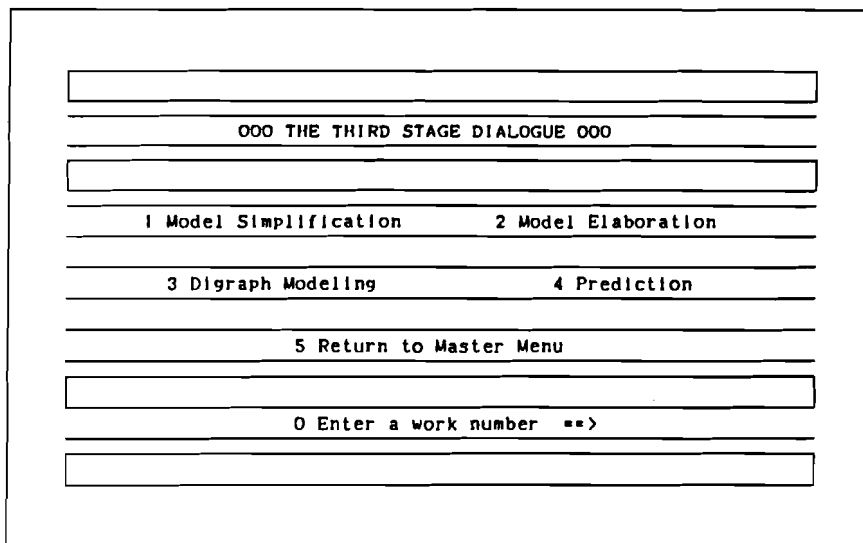 OOO THE THIRD STAGE DIALOGUE OOO
1 Model Simplification 2 Model Elaboration
3 Digraph Modeling 4 Prediction
5 Return to Master Menu
O Enter a work number ==>